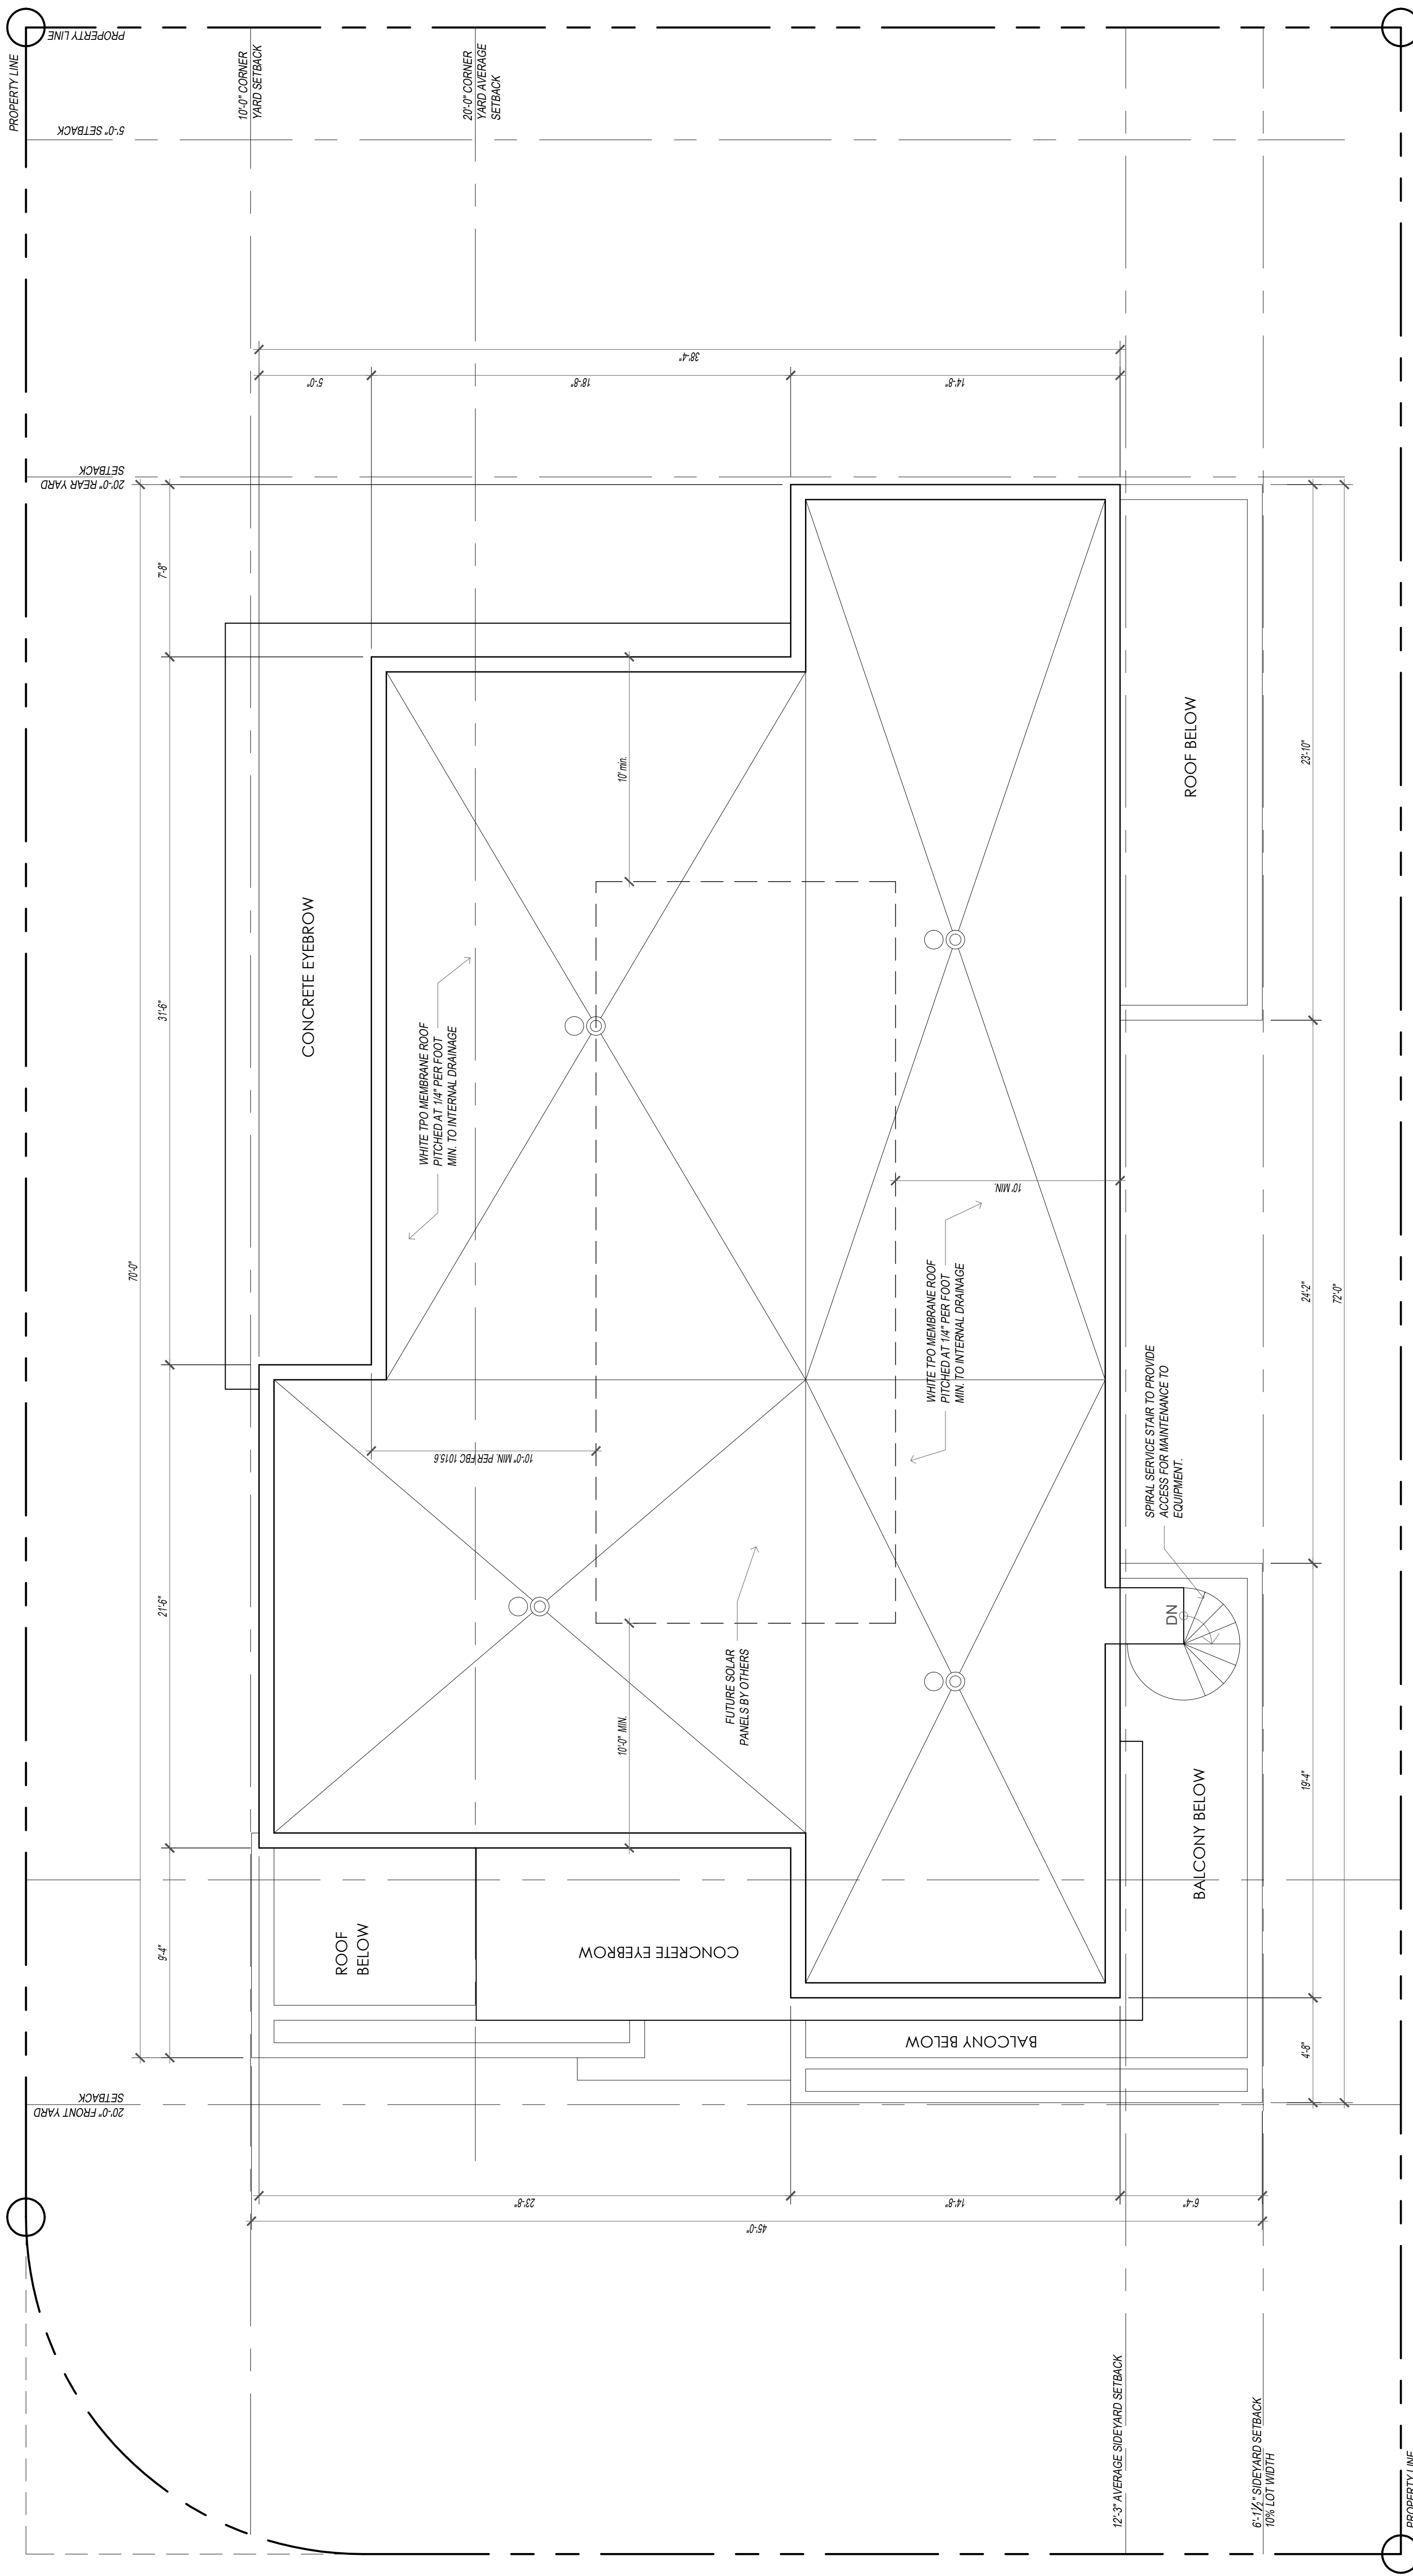 PROPERTY LINE
PROPERTY LINE
5'-0" SETBACK
10'-0" CORNER
YARD SETBACK
20'-0" CORNER
YARD AVERAGE
SETBACK
38'-4"
5'-0"
18'-8"
14'-8"
20'-0" REAR YARD
SETBACK
7'-8"
31'-6"
70'-0"
21'-6"
9'-4"
CONCRETE EYEBROW
10' min.
WHITE TPO MEMBRANE ROOF
PITCHED AT 1/4" PER FOOT
MIN. TO INTERNAL DRAINAGE
ROOF BELOW
23'-10"
10' MIN.
WHITE TPO MEMBRANE ROOF
PITCHED AT 1/4" PER FOOT
MIN. TO INTERNAL DRAINAGE
24'-2"
72'-0"
10'-0" MIN. PER FBC 1015.6
SPIRAL SERVICE STAIR TO PROVIDE
ACCESS FOR MAINTENANCE TO
EQUIPMENT.
DN
FUTURE SOLAR
PANELS BY OTHERS
10'-0" MIN.
19'-4"
BALCONY BELOW
ROOF
BELOW
CONCRETE EYEBROW
BALCONY BELOW
4'-8"
20'-0" FRONT YARD
SETBACK
23'-8"
14'-8"
6'-4"
45'-0"
12'-3" AVERAGE SIDEYARD SETBACK
6'-1½" SIDEYARD SETBACK
10% LOT WIDTH
PROPERTY LINE